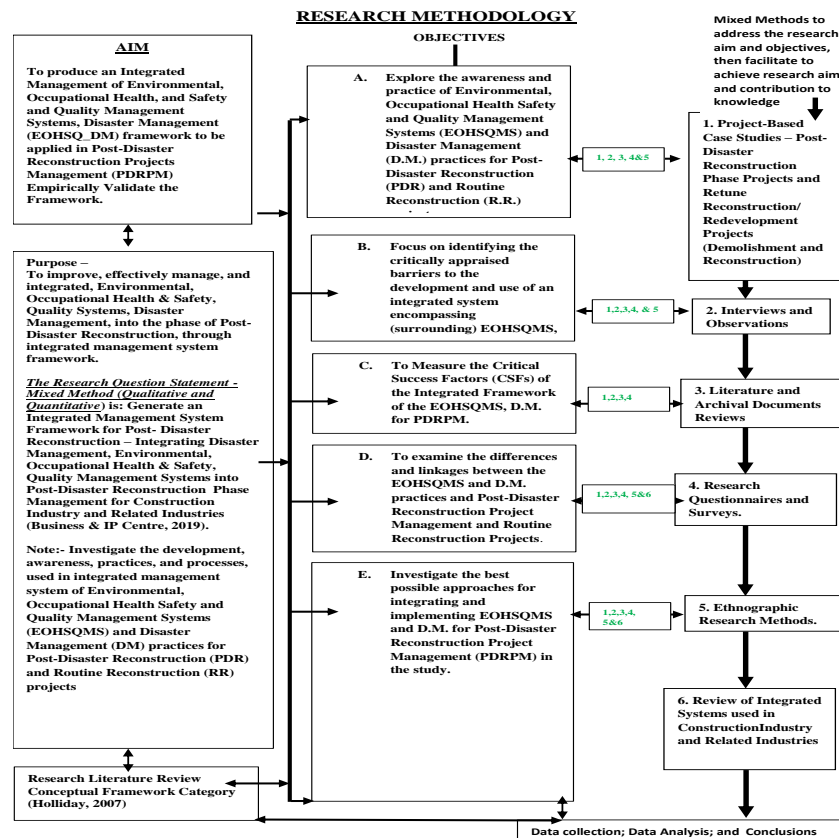 RESEARCH METHODOLOGY
AIM
To produce an Integrated
Management of Environmental,
Occupational Health, and Safety
and Quality Management
Systems, Disaster Management
(EOHSQ_DM) framework to be
applied in Post-Disaster
Reconstruction Projects
Management (PDRPM)
Empirically Validate the
Framework.
Purpose –
To improve, effectively manage, and
integrated, Environmental,
Occupational Health & Safety,
Quality Systems, Disaster
Management, into the phase of Post-
Disaster Reconstruction, through
integrated management system
framework.
The Research Question Statement -
Mixed Method (Qualitative and
Quantitative) is: Generate an
Integrated Management System
Framework for Post- Disaster
Reconstruction – Integrating Disaster
Management, Environmental,
Occupational Health & Safety,
Quality Management Systems into
Post-Disaster Reconstruction Phase
Management for Construction
Industry and Related Industries
(Business & IP Centre, 2019).
Note:- Investigate the development,
awareness, practices, and processes,
used in integrated management
system of Environmental,
Occupational Health Safety and
Quality Management Systems
(EOHSQMS) and Disaster
Management (DM) practices for
Post-Disaster Reconstruction (PDR)
and Routine Reconstruction (RR)
projects
Research Literature Review
Conceptual Framework Category
(Holliday, 2007)
OBJECTIVES
A. Explore the awareness and
practice of Environmental,
Occupational Health Safety
and Quality Management
Systems (EOHSQMS) and
Disaster Management
(D.M.) practices for Post-
Disaster Reconstruction
(PDR) and Routine
Reconstruction (R.R.)
B. Focus on identifying the
critically appraised
barriers to the
development and use of an
integrated system
encompassing
(surrounding) EOHSQMS,
C. To Measure the Critical
Success Factors (CSFs) of
the Integrated Framework
of the EOHSQMS, D.M.
for PDRPM.
D. To examine the differences
and linkages between the
EOHSQMS and D.M.
practices and Post-Disaster
Reconstruction Project
Management and Routine
Reconstruction Projects.
E. Investigate the best
possible approaches for
integrating and
implementing EOHSQMS
and D.M. for Post-Disaster
Reconstruction Project
Management (PDRPM) in
the study.
1, 2, 3, 4&5
1,2,3,4, & 5
1,2,3,4
1,2,3,4, 5&6
1,2,3,4,
5&6
Mixed Methods to
address the research
aim and objectives,
then facilitate to
achieve research aim
and contribution to
knowledge
1. Project-Based
Case Studies – Post-
Disaster
Reconstruction
Phase Projects and
Retune
Reconstruction/
Redevelopment
Projects
(Demolishment and
Reconstruction)
2. Interviews and
Observations
3. Literature and
Archival Documents
Reviews
4. Research
Questionnaires and
Surveys.
5. Ethnographic
Research Methods.
6. Review of Integrated
Systems used in
ConstructionIndustry
and Related Industries
Data collection; Data Analysis; and Conclusions